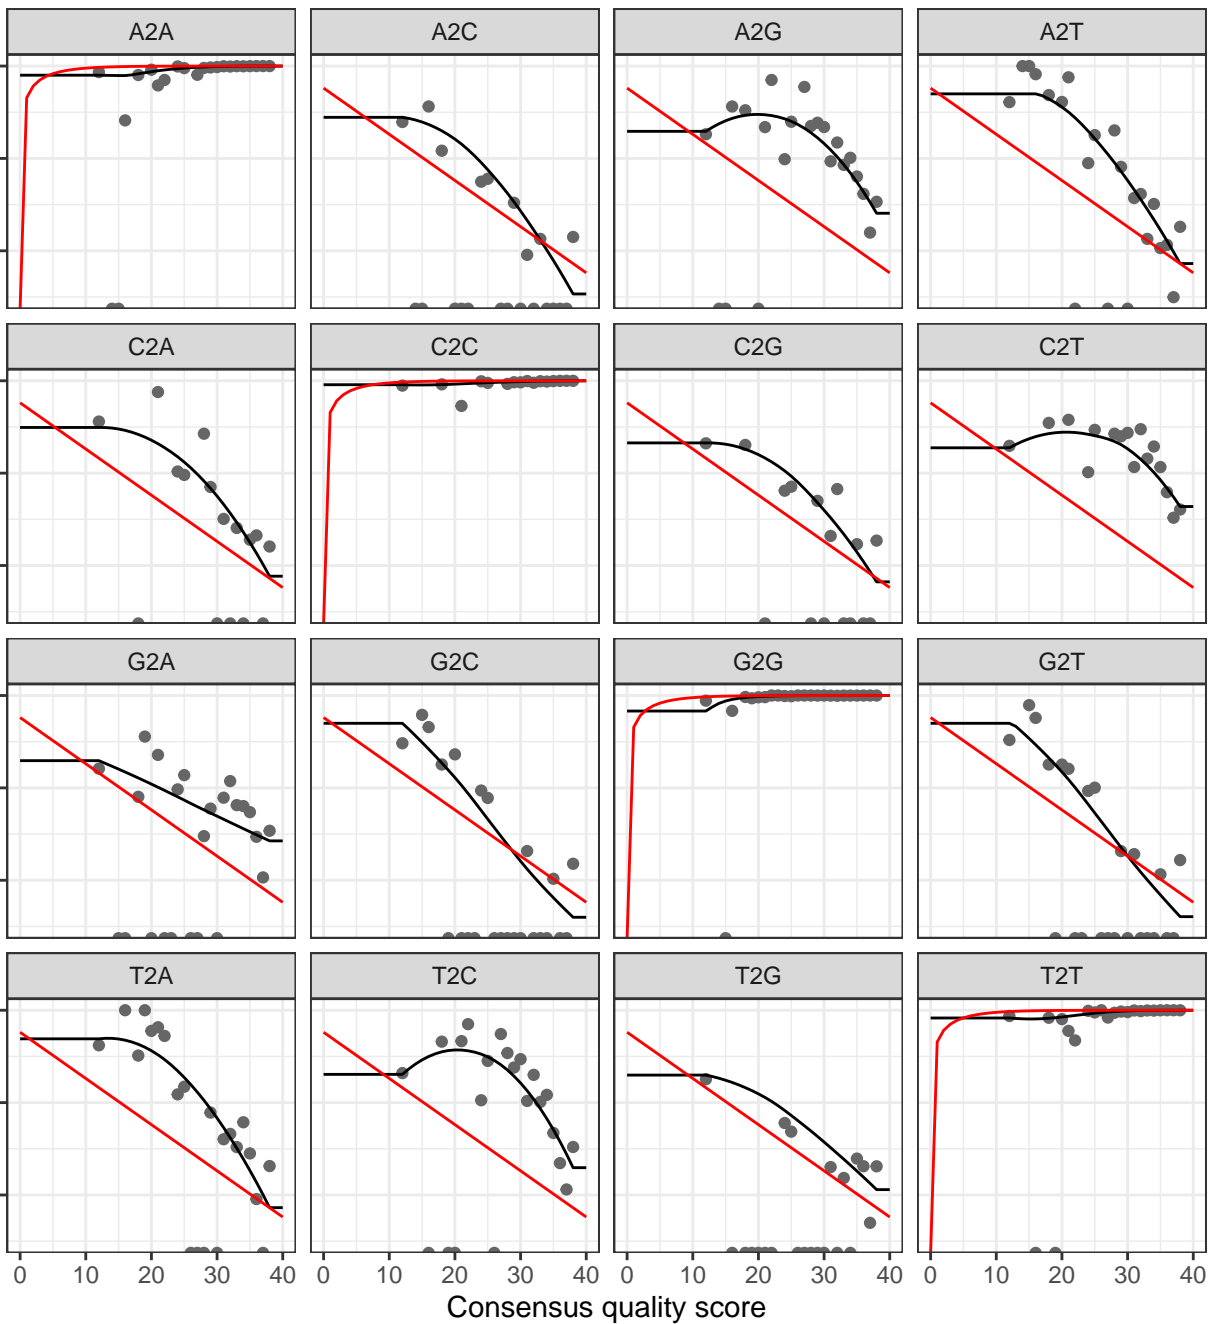 A2A A2C A2G A2T
C2A C2C C2G C2T
G2A G2C G2G G2T
T2A T2C T2G T2T
0 10 20 30 40 0 10 20 30 40 0 10 20 30 40 0 10 20 30 40
Consensus quality score